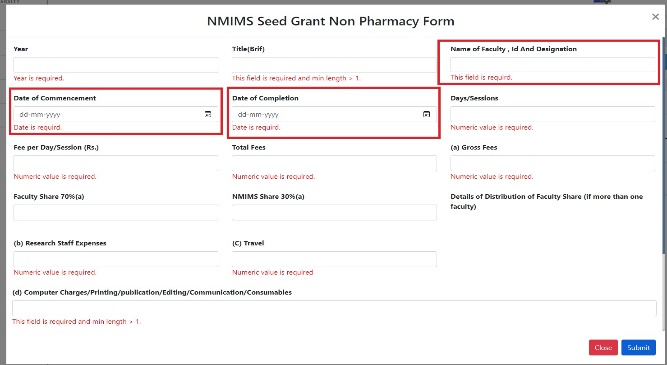 NMIMS Seed Grant Non Pharmacy Form
×
Year Title(Brif) Name of Faculty , Id And Designation
Year is required. This field is required and min length > 1. This field is requird.
Date of Commencement Date of Completion Days/Sessions
dd-mm-yyyy dd-mm-yyyy
Date is requird. Date is requird. Numeric value is required.
Fee per Day/Session (Rs.) Total Fees (a) Gross Fees
Numeric value is required. Numeric value is required. Numeric value is required.
Faculty Share 70%(a) NMIMS Share 30%(a) Details of Distribution of Faculty Share (if more than one
faculty)
(b) Research Staff Expenses (C) Travel
Numeric value is required. Numeric value is required
(d) Computer Charges/Printing/publication/Editing/Communication/Consumables
This field is required and min length > 1.
Close Submit